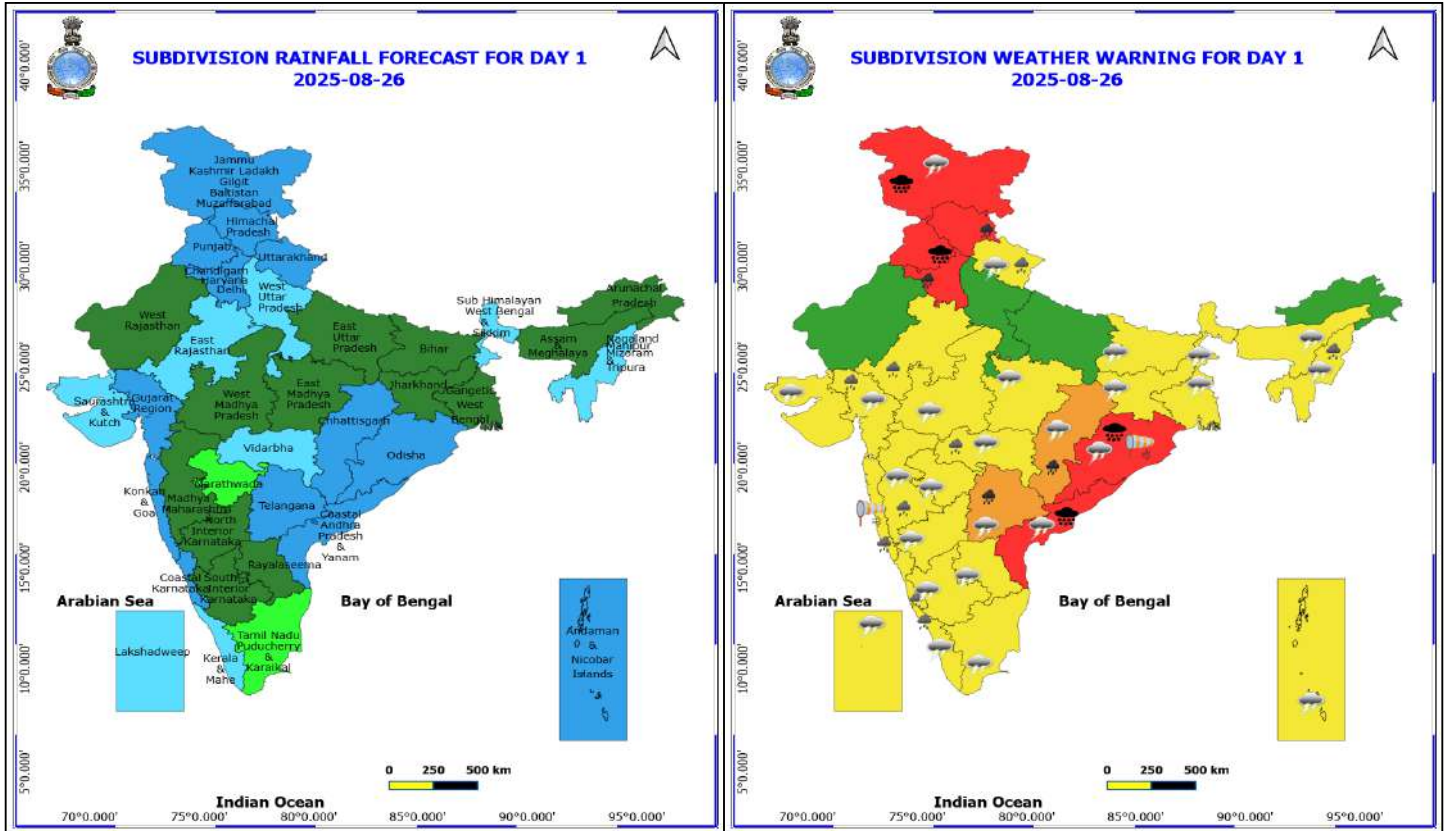 SUBDIVISION RAINFALL FORECAST FOR DAY 1
2025-08-26
40°0.000'
35°0.000'
30°0.000'
25°0.000'
20°0.000'
15°0.000'
10°0.000'
5°0.000'
Jammu
Kashmir Ladakh
Gilgit
Baltistan
Muzaffarabad
Himachal
Pradesh
Punjab
Uttarakhand
Chandigarh
Haryana
Delhi
West
Uttar
Pradesh
West
Rajasthan
East
Rajasthan
East
Uttar
Pradesh
Bihar
Sub Himalayan
West Bengal
&
Sikkim
Arunachal
Pradesh
Assam
&
Meghalaya
Nagaland
Manipur
Mizoram
&
Tripura
Saurashtra
&
Kutch
Gujarat
Region
West
Madhya
Pradesh
East
Madhya
Pradesh
Jharkhand
Gangetic
West
Bengal
Chhattisgarh
Vidarbha
Odisha
Marathwada
Konkan
&
Goa
Madhya
Maharashtra
Telangana
North
Interior
Karnataka
Coastal
Andhra
Pradesh
&
Yanam
Rayalaseema
Coastal
Karnataka
South
Interior
Karnataka
Arabian Sea
Bay of Bengal
Lakshadweep
Kerala
&
Mahe
Tamil Nadu
Puducherry
&
Karaikal
Andaman
&
Nicobar
Islands
0 250 500 km
Indian Ocean
70°0.000' 75°0.000' 80°0.000' 85°0.000' 90°0.000' 95°0.000'
SUBDIVISION WEATHER WARNING FOR DAY 1
2025-08-26
40°0.000'
35°0.000'
30°0.000'
25°0.000'
20°0.000'
15°0.000'
10°0.000'
5°0.000'
Arabian Sea
Bay of Bengal
0 250 500 km
Indian Ocean
70°0.000' 75°0.000' 80°0.000' 85°0.000' 90°0.000' 95°0.000'